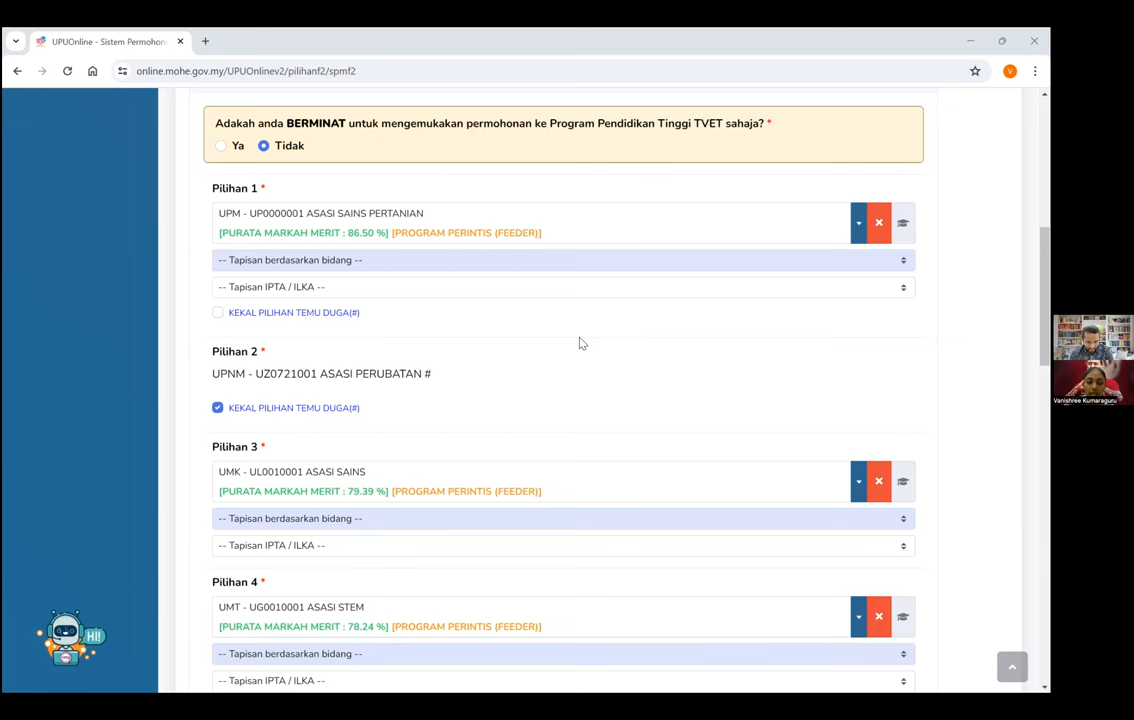 UPUOnline - Sistem Permohon
online.mohe.gov.my/UPUOnlinev2/pilihanf2/spmf2
V
Adakah anda BERMINAT untuk mengemukakan permohonan ke Program Pendidikan Tinggi TVET sahaja? *
Ya Tidak
Pilihan 1 *
UPM - UP0000001 ASASI SAINS PERTANIAN
[PURATA MARKAH MERIT : 86.50 %] [PROGRAM PERINTIS (FEEDER)]
-- Tapisan berdasarkan bidang --
-- Tapisan IPTA / ILKA --
KEKAL PILIHAN TEMU DUGA(#)
Pilihan 2 *
UPNM - UZ0721001 ASASI PERUBATAN #
KEKAL PILIHAN TEMU DUGA(#)
Pilihan 3 *
UMK - UL0010001 ASASI SAINS
[PURATA MARKAH MERIT : 79.39 %] [PROGRAM PERINTIS (FEEDER)]
-- Tapisan berdasarkan bidang --
-- Tapisan IPTA / ILKA --
Pilihan 4 *
UMT - UG0010001 ASASI STEM
[PURATA MARKAH MERIT : 78.24 %] [PROGRAM PERINTIS (FEEDER)]
-- Tapisan berdasarkan bidang --
-- Tapisan IPTA / ILKA --
HI!
Vanishree Kumaraguru